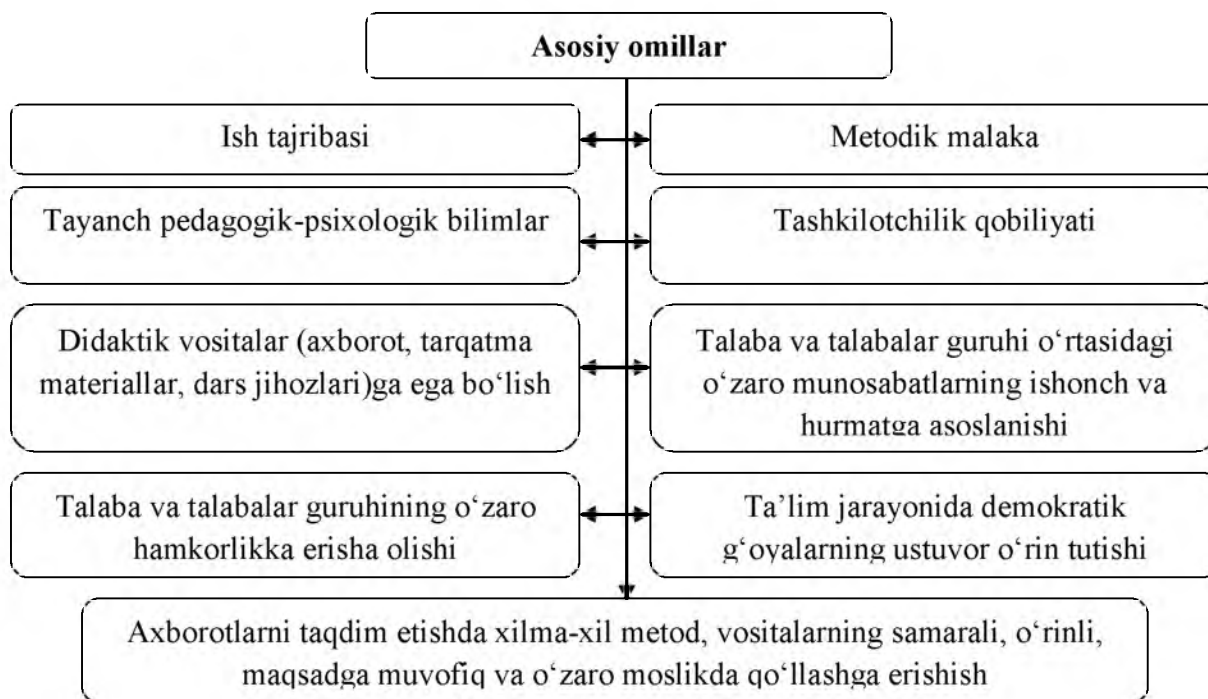 Asosiy omillar
Ish tajribasi
Metodik malaka
Tayanch pedagogik-psixologik bilimlar
Tashkilotchilik qobiliyati
Didaktik vositalar (axborot, tarqatma
materiallar, dars jihozlari)ga ega bo‘lish
Talaba va talabalar guruhi o‘rtasidagi
o‘zaro munosabatlarning ishonch va
hurmatga asoslanishi
Talaba va talabalar guruhining o‘zaro
hamkorlikka erisha olishi
Ta’lim jarayonida demokratik
g‘oyalarning ustuvor o‘rin tutishi
Axborotlarni taqdim etishda xilma-xil metod, vositalarning samarali, o‘rinli,
maqsadga muvofiq va o‘zaro moslikda qo‘llashga erishish